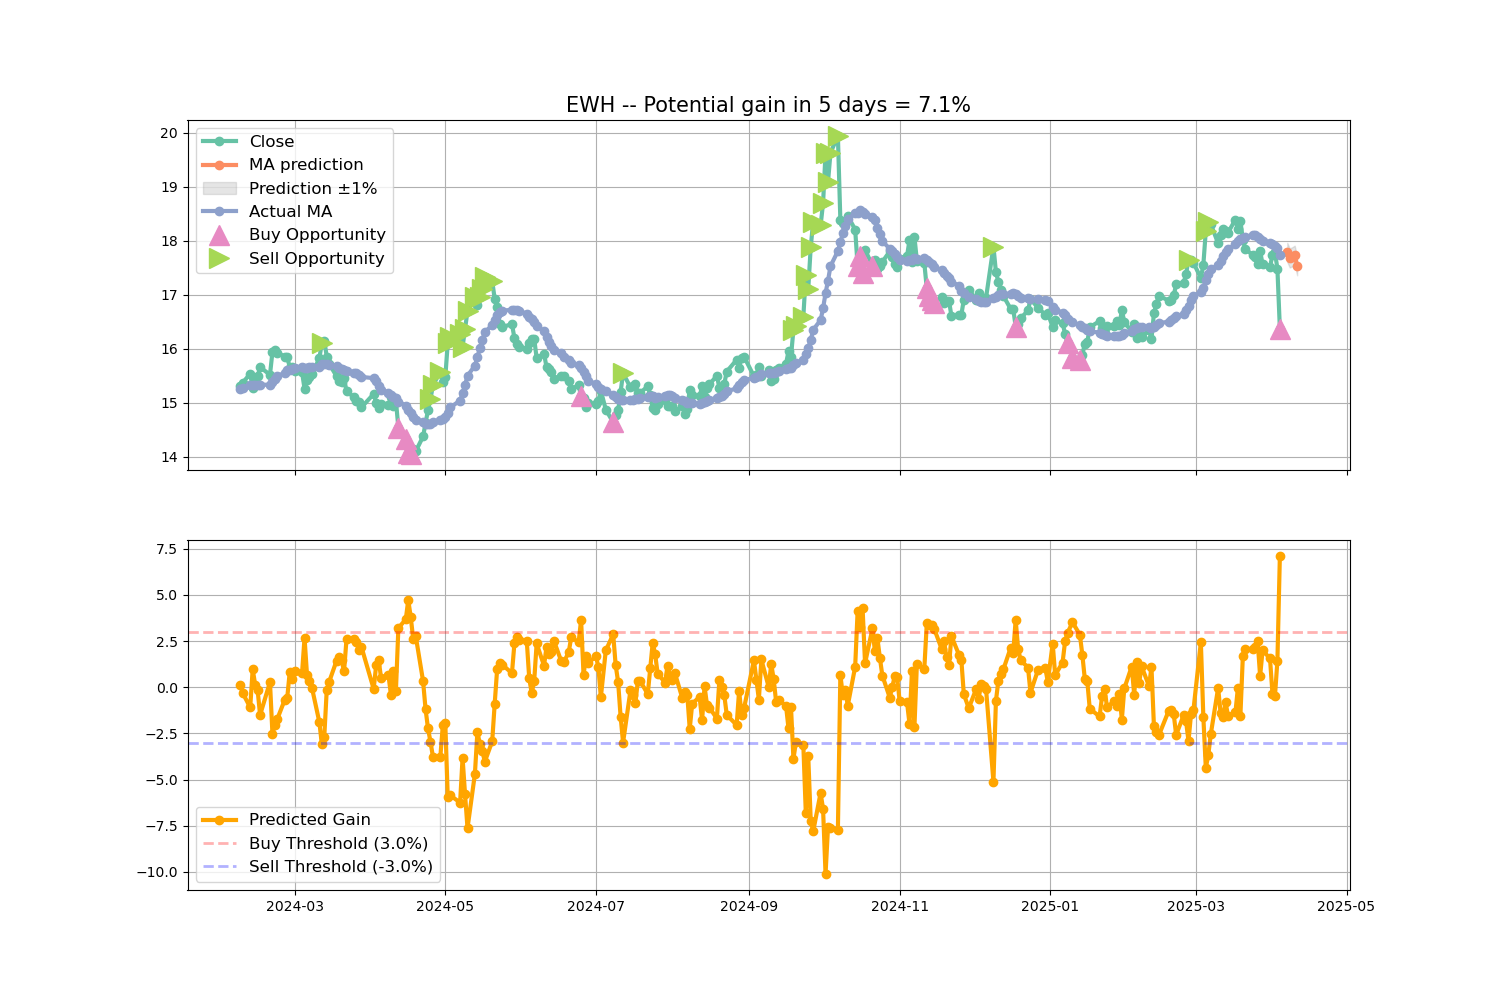 EWH -- Potential gain in 5 days = 7.1%
20
19
18
17
16
15
14
Close
MA prediction
Prediction ±1%
Actual MA
Buy Opportunity
Sell Opportunity
7.5
5.0
2.5
0.0
−2.5
−5.0
−7.5
−10.0
Predicted Gain
Buy Threshold (3.0%)
Sell Threshold (-3.0%)
2024-03
2024-05
2024-07
2024-09
2024-11
2025-01
2025-03
2025-05